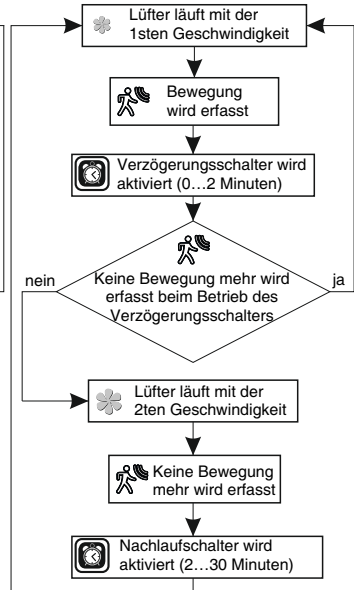 Lüfter läuft mit der
1sten Geschwindigkeit
Bewegung
wird erfasst
Verzögerungsschalter wird
aktiviert (0…2 Minuten)
nein
ja
Keine Bewegung mehr wird
erfasst beim Betrieb des
Verzögerungsschalters
Lüfter läuft mit der
2ten Geschwindigkeit
Keine Bewegung
mehr wird erfasst
Nachlaufschalter wird
aktiviert (2…30 Minuten)